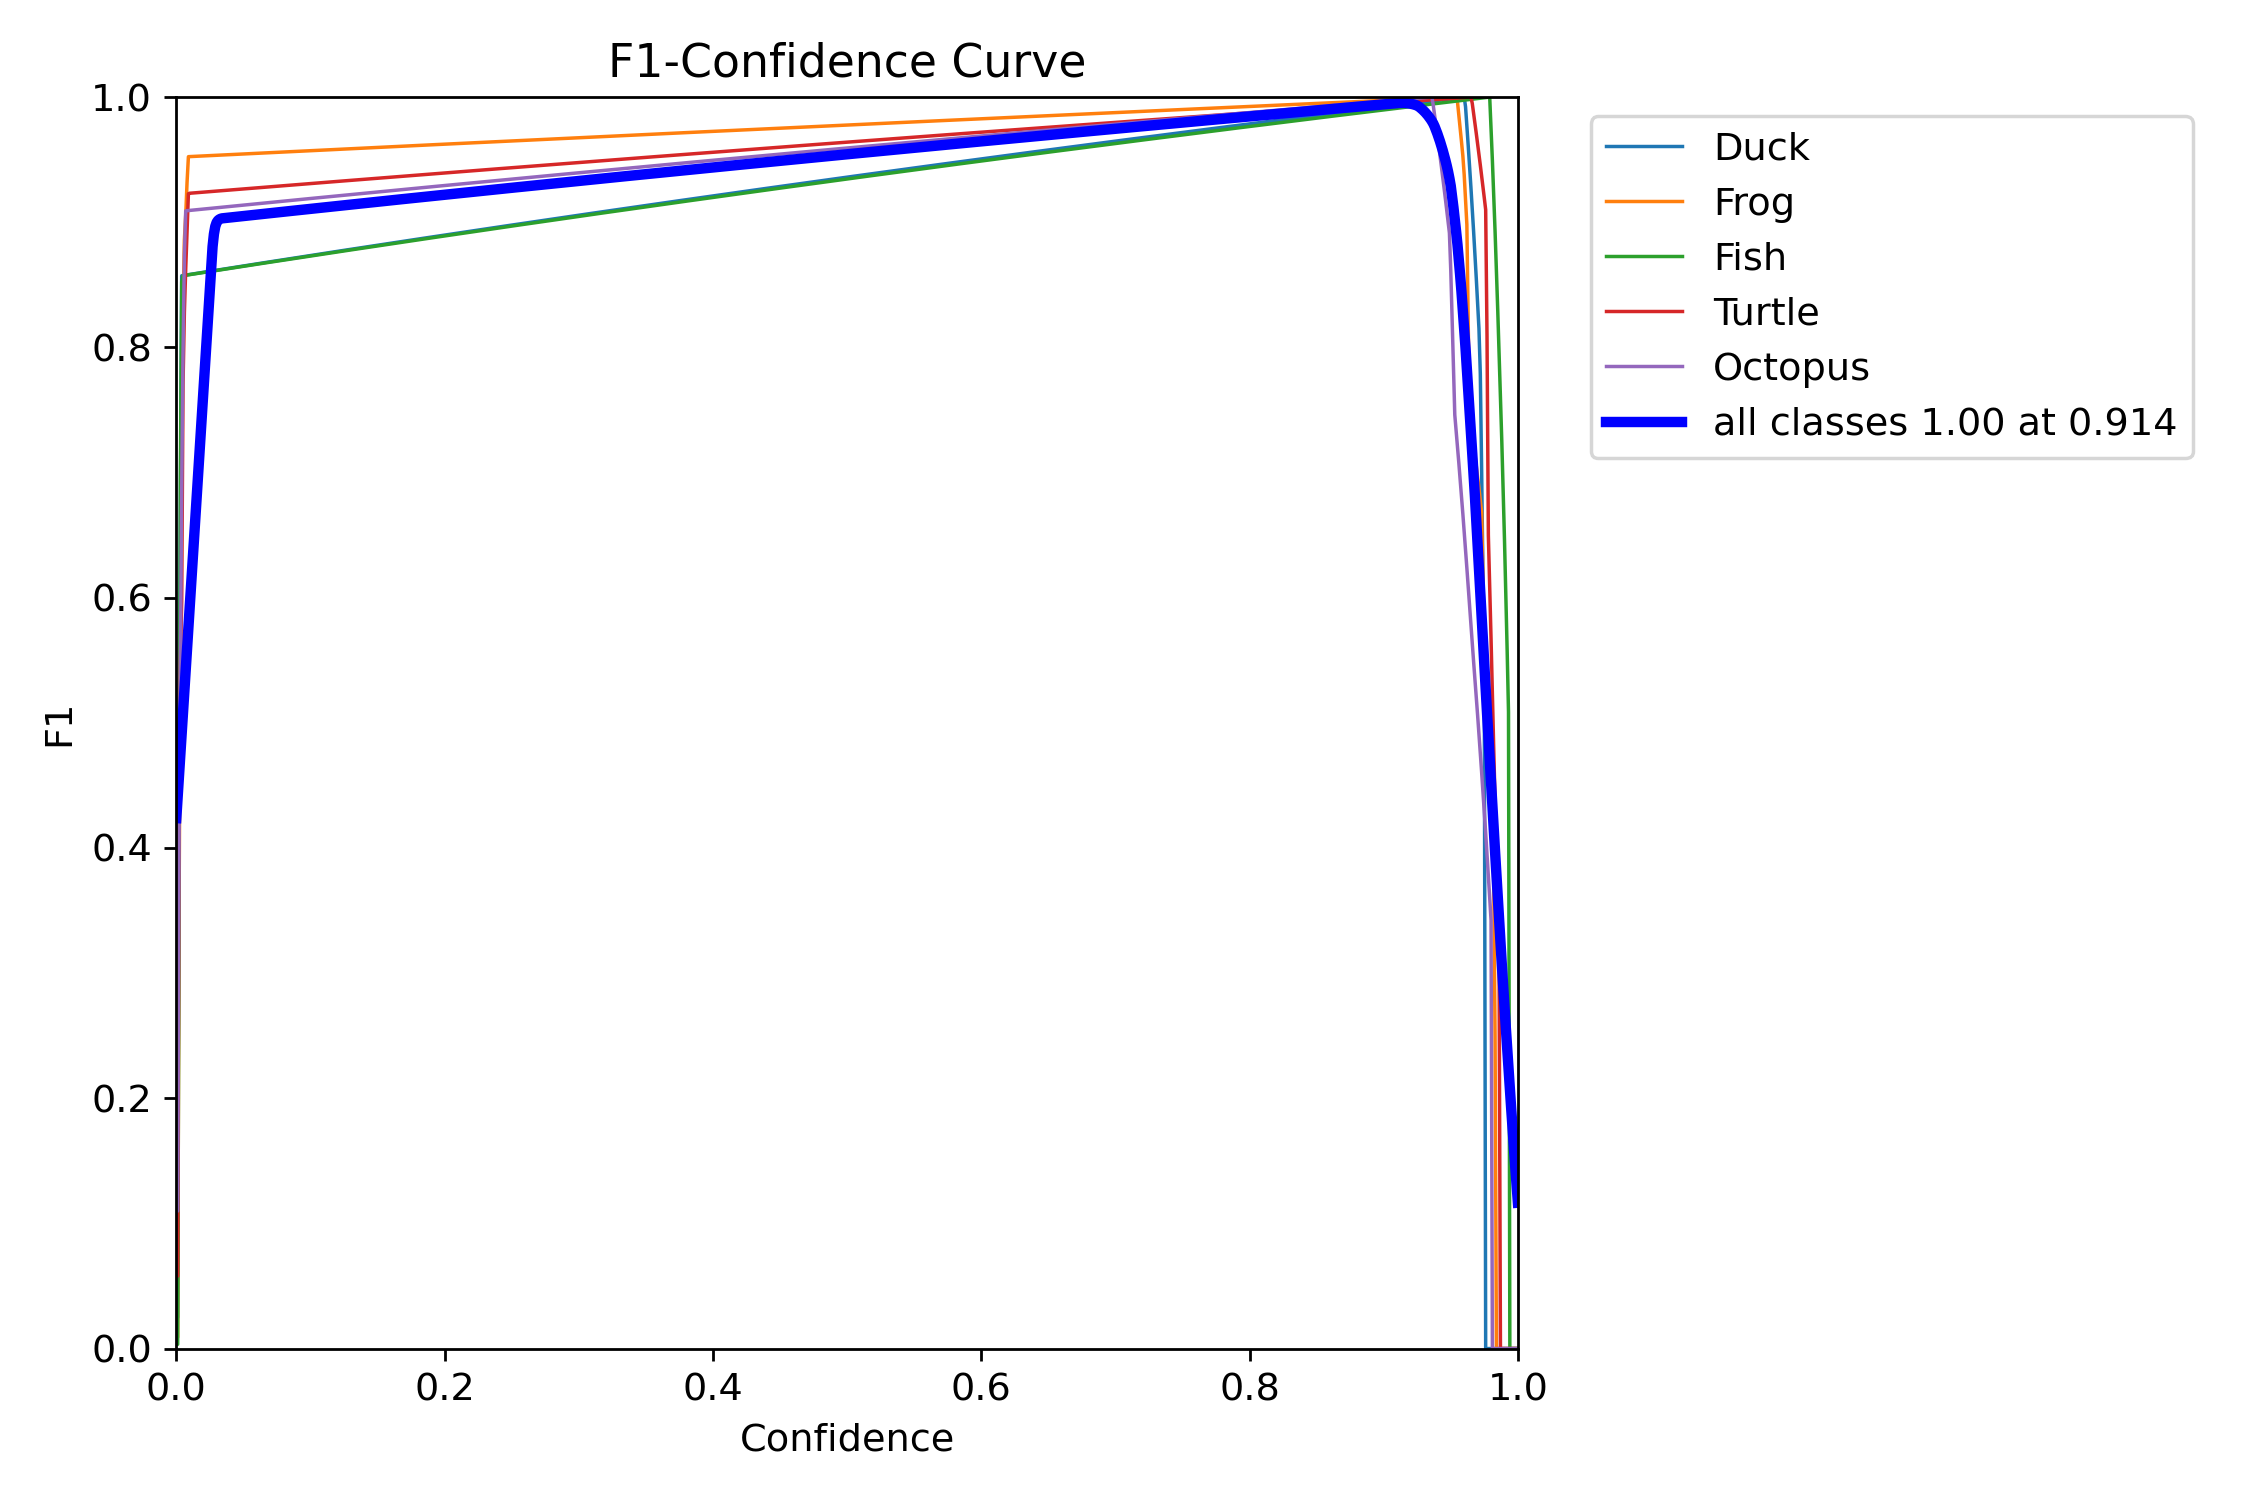 F1-Confidence Curve
1.0
0.8
0.6
0.4
0.2
0.0
F1
0.0 0.2 0.4 0.6 0.8 1.0
Confidence
Duck
Frog
Fish
Turtle
Octopus
all classes 1.00 at 0.914